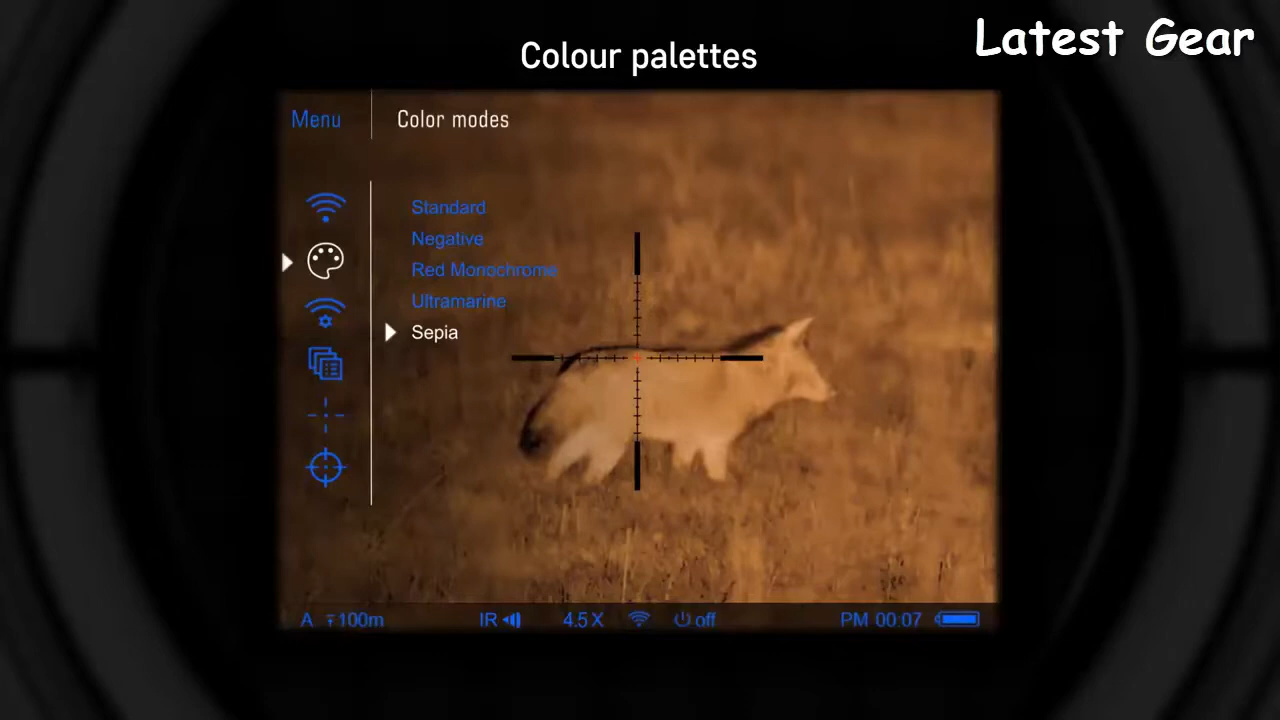 Latest Gear
Colour palettes
Menu
Color modes
Standard
Negative
Red Monochrome
Ultramarine
Sepia
A 100m
IR
4.5X
off
PM 00:07